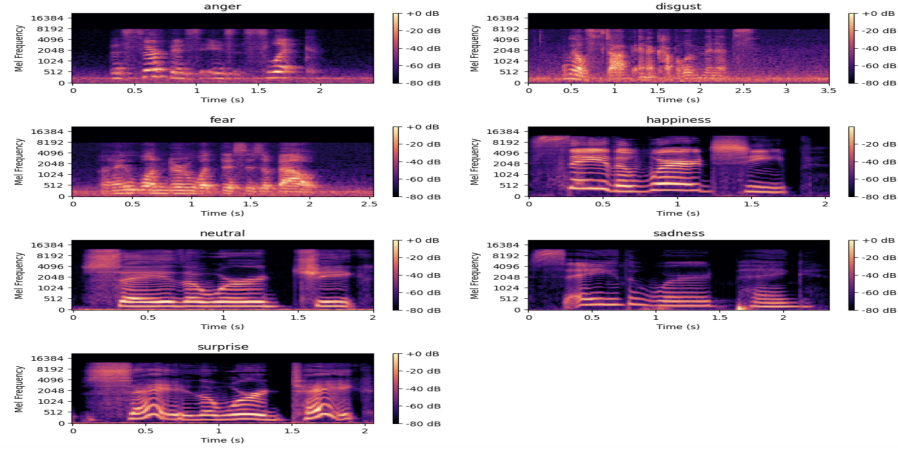 anger
Mel Frequency
16384
8192
4096
2048
1024
512
0
0 0.5 1 1.5 2
Time (s)
+0 dB
-20 dB
-40 dB
-60 dB
-80 dB
disgust
Mel Frequency
16384
8192
4096
2048
1024
512
0
0 0.5 1 1.5 2 2.5 3 3.5
Time (s)
+0 dB
-20 dB
-40 dB
-60 dB
-80 dB
fear
Mel Frequency
16384
8192
4096
2048
1024
512
0
0 0.5 1 1.5 2 2.5
Time (s)
+0 dB
-20 dB
-40 dB
-60 dB
-80 dB
happiness
Mel Frequency
16384
8192
4096
2048
1024
512
0
0 0.5 1 1.5 2
Time (s)
-20 dB
-40 dB
-60 dB
-80 dB
neutral
Mel Frequency
16384
8192
4096
2048
1024
512
0
0.5 1 1.5 2
Time (s)
+0 dB
-20 dB
-40 dB
-60 dB
-80 dB
sadness
Mel Frequency
16384
8192
4096
2048
1024
512
0
0 0.5 1 1.5 2
Time (s)
+0 dB
-20 dB
-40 dB
-60 dB
-80 dB
surprise
Mel Frequency
16384
8192
4096
2048
1024
512
0
0 0.5 1 1.5 2
Time (s)
+0 dB
-20 dB
-40 dB
-60 dB
-80 dB